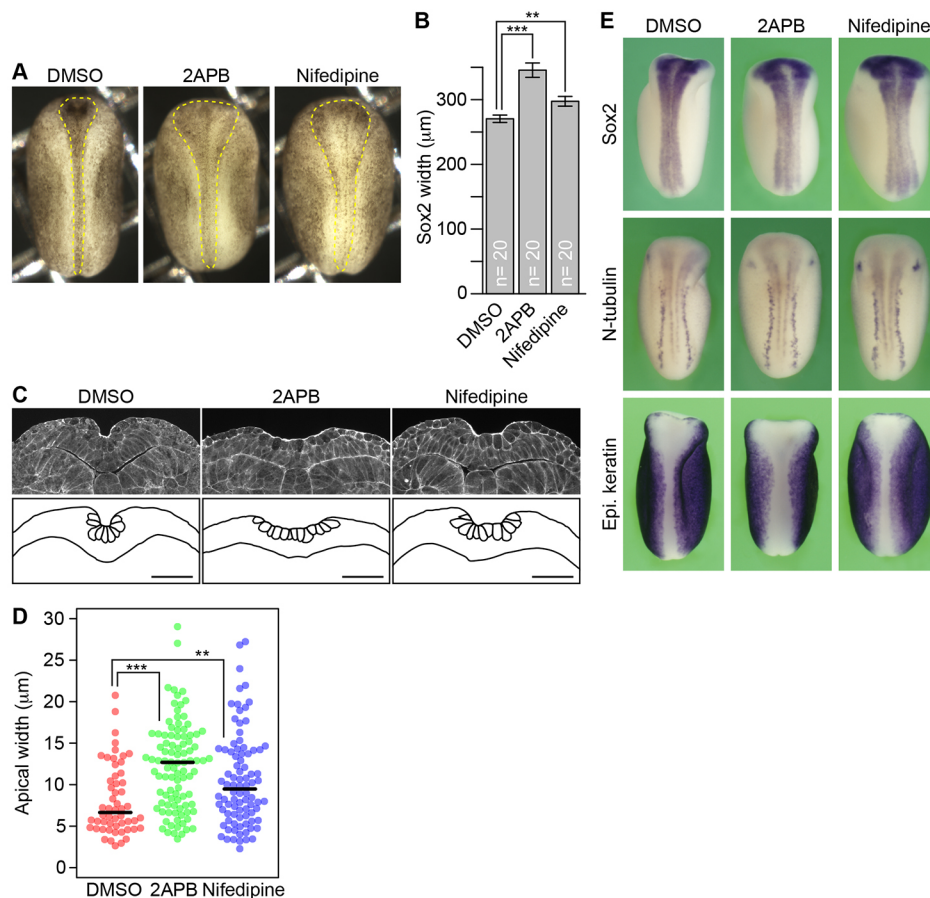 A
DMSO
2APB
Nifedipine
B
**
***
Sox2 width (μm)
300
200
100
0
n= 20
n= 20
n= 20
DMSO
2APB
Nifedipine
C
DMSO
2APB
Nifedipine
D
Apical width (μm)
30
25
20
15
10
5
0
**
***
DMSO
2APB
Nifedipine
E
DMSO
2APB
Nifedipine
Sox2
N-tubulin
Epi. keratin